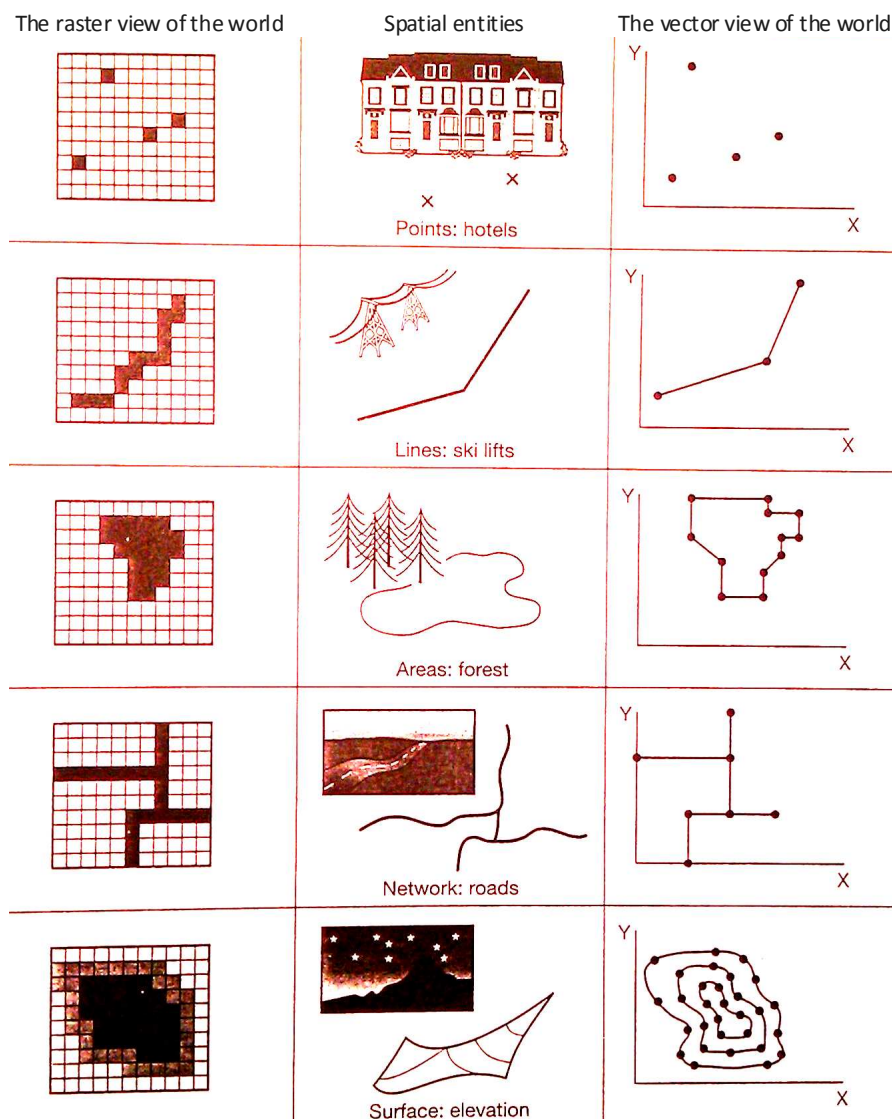 The raster view of the world
Spatial entities
The vector view of the world
Y
X
Points: hotels
Y
X
Lines: ski lifts
Y
X
Areas: forest
Y
X
Network: roads
Y
X
Surface: elevation